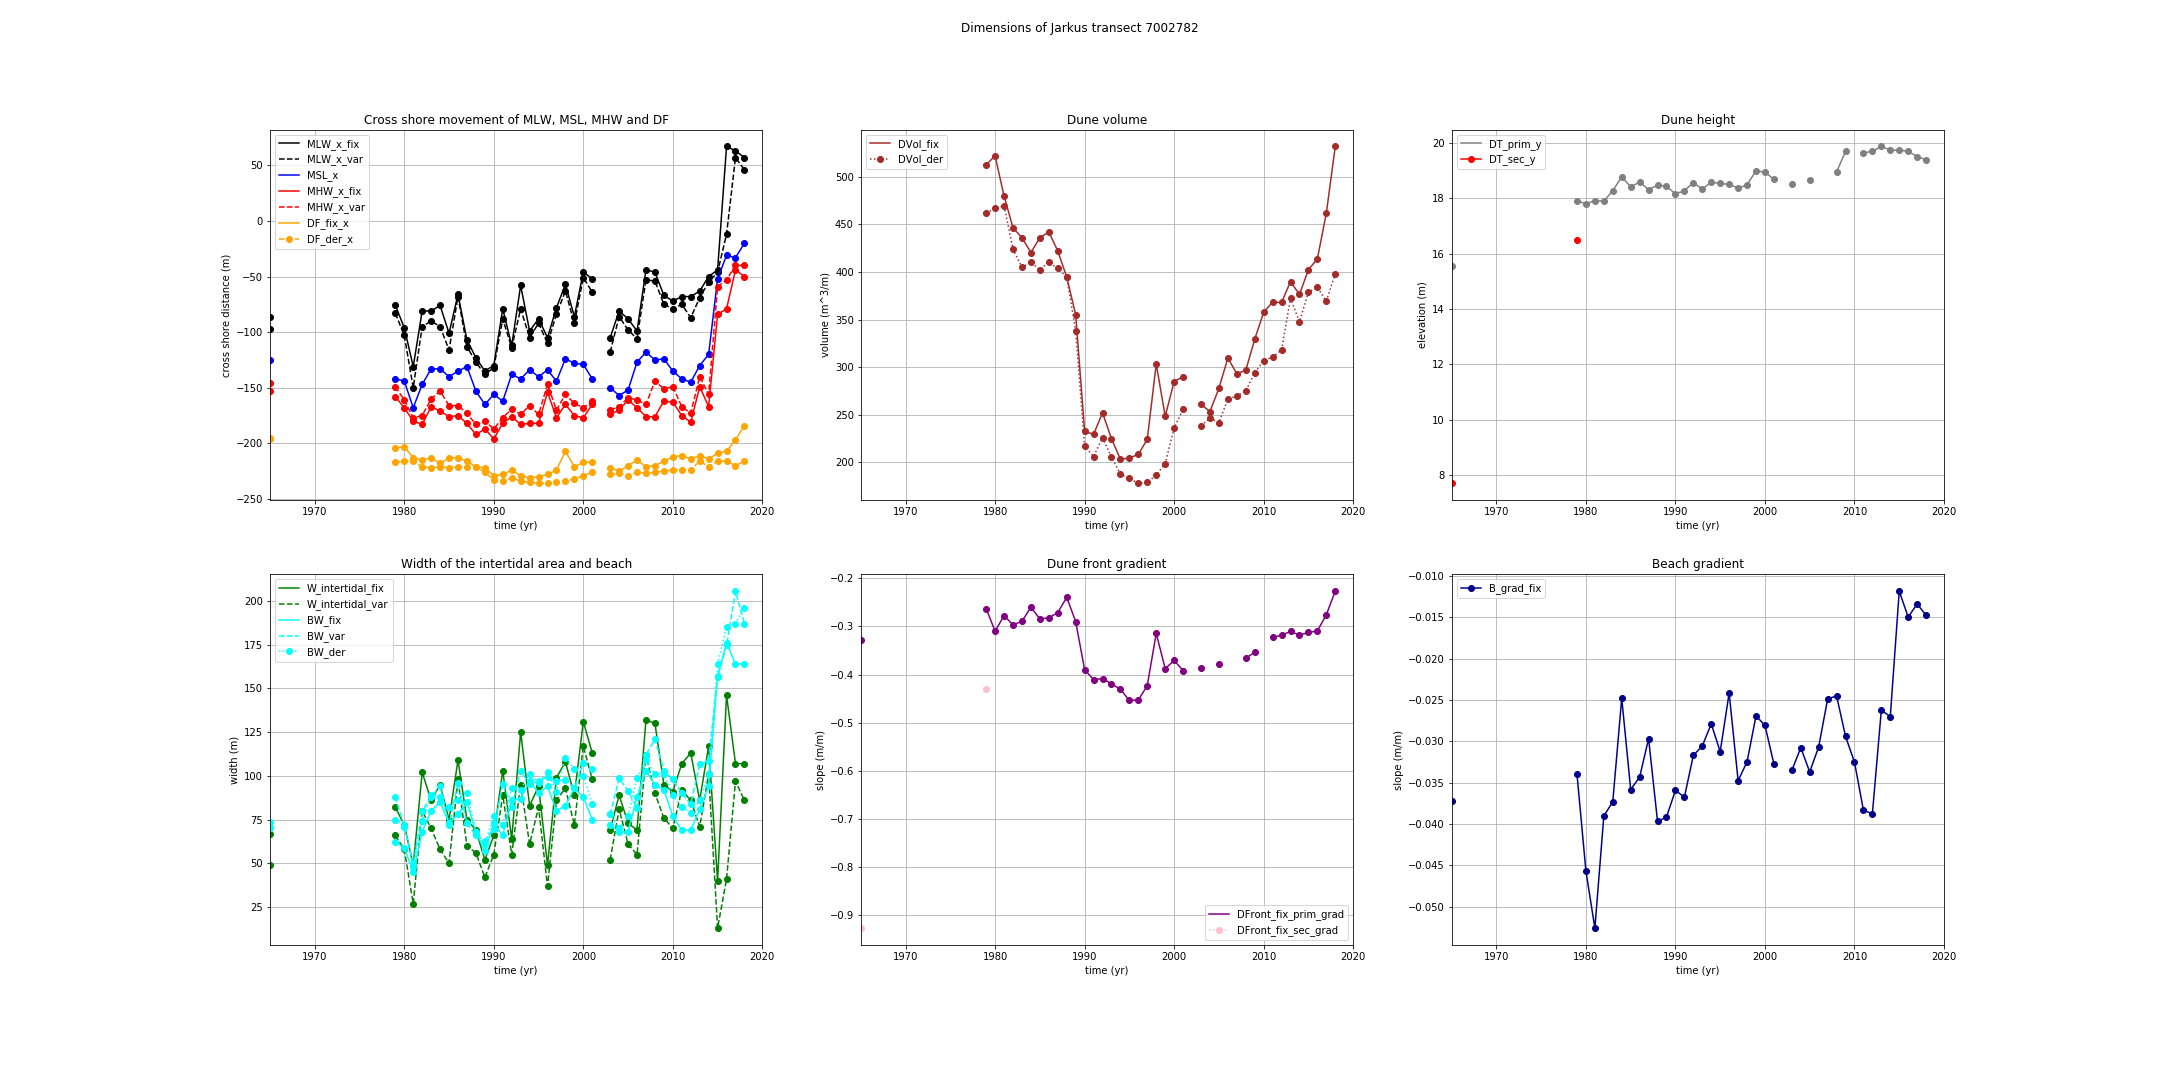 Dimensions of Jarkus transect 7002782
Cross shore movement of MLW, MSL, MHW and DF
MLW_x_fix
MLW_x_var
MSL_x
MHW_x_fix
MHW_x_var
DF_fix_x
DF_der_x
cross shore distance (m)
50
0
−50
−100
−150
−200
−250
1970 1980 1990 2000 2010 2020
time (yr)
Dune volume
DVol_fix
DVol_der
volume (m^3/m)
500
450
400
350
300
250
200
1970 1980 1990 2000 2010 2020
time (yr)
Dune height
DT_prim_y
DT_sec_y
elevation (m)
20
18
16
14
12
10
8
1970 1980 1990 2000 2010 2020
time (yr)
Width of the intertidal area and beach
W_intertidal_fix
W_intertidal_var
BW_fix
BW_var
BW_der
width (m)
200
175
150
125
100
75
50
25
1970 1980 1990 2000 2010 2020
time (yr)
Dune front gradient
slope (m/m)
−0.2
−0.3
−0.4
−0.5
−0.6
−0.7
−0.8
−0.9
DFront_fix_prim_grad
DFront_fix_sec_grad
1970 1980 1990 2000 2010 2020
time (yr)
Beach gradient
B_grad_fix
slope (m/m)
−0.010
−0.015
−0.020
−0.025
−0.030
−0.035
−0.040
−0.045
−0.050
1970 1980 1990 2000 2010 2020
time (yr)